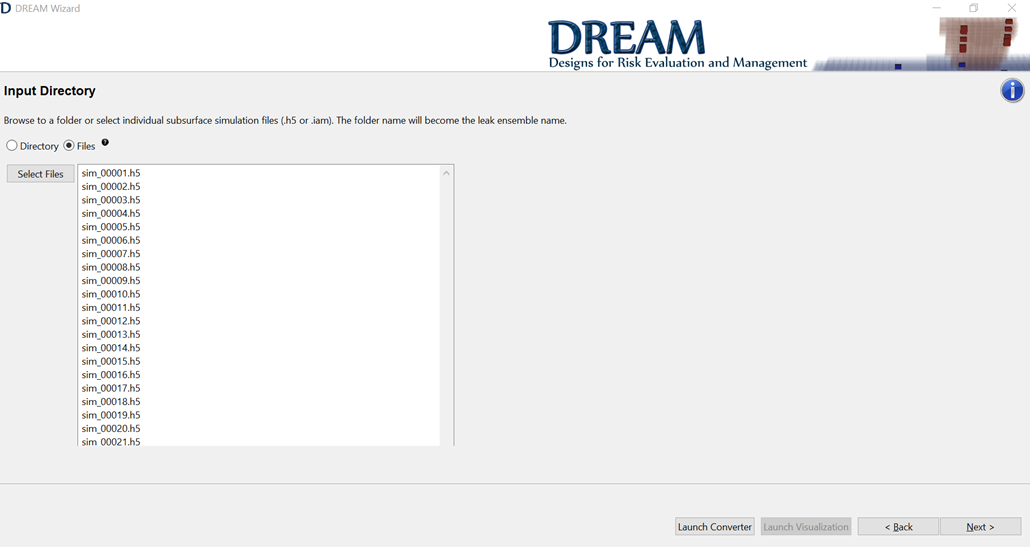 D DREAM Wizard
DREAM
Designs for Risk Evaluation and Management
Input Directory
Browse to a folder or select individual subsurface simulation files (.h5 or .iam). The folder name will become the leak ensemble name.
Directory Files ?
Select Files
sim_00001.h5
sim_00002.h5
sim_00003.h5
sim_00004.h5
sim_00005.h5
sim_00006.h5
sim_00007.h5
sim_00008.h5
sim_00009.h5
sim_00010.h5
sim_00011.h5
sim_00012.h5
sim_00013.h5
sim_00014.h5
sim_00015.h5
sim_00016.h5
sim_00017.h5
sim_00018.h5
sim_00019.h5
sim_00020.h5
sim_00021.h5
Launch Converter Launch Visualization < Back Next >